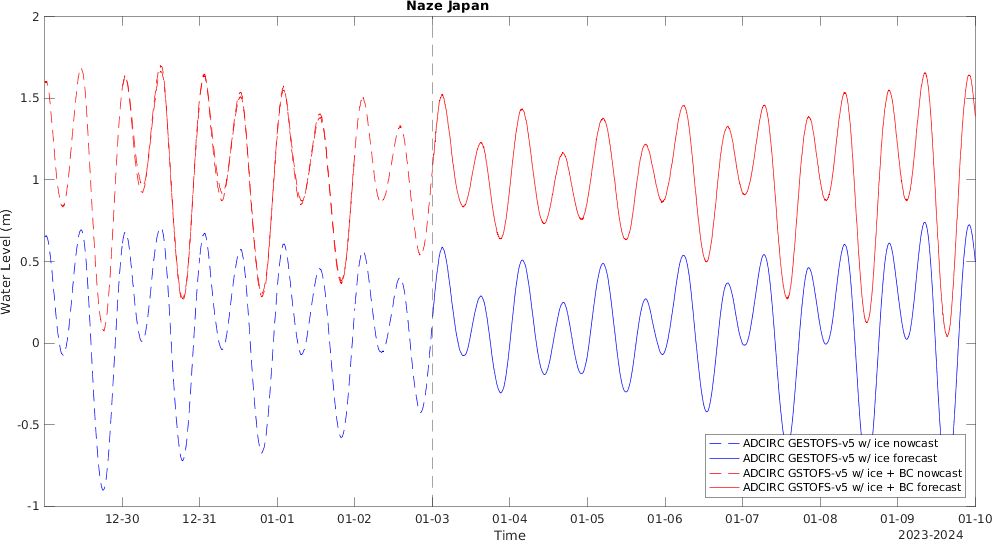 Naze Japan
Water Level (m)
2
1.5
1
0.5
0
-0.5
-1
ADCIRC GESTOFS-v5 w/ ice nowcast
ADCIRC GESTOFS-v5 w/ ice forecast
ADCIRC GSTOFS-v5 w/ ice + BC nowcast
ADCIRC GSTOFS-v5 w/ ice + BC forecast
12-30 12-31 01-01 01-02 01-03 01-04 01-05 01-06 01-07 01-08 01-09 01-10
Time
2023-2024